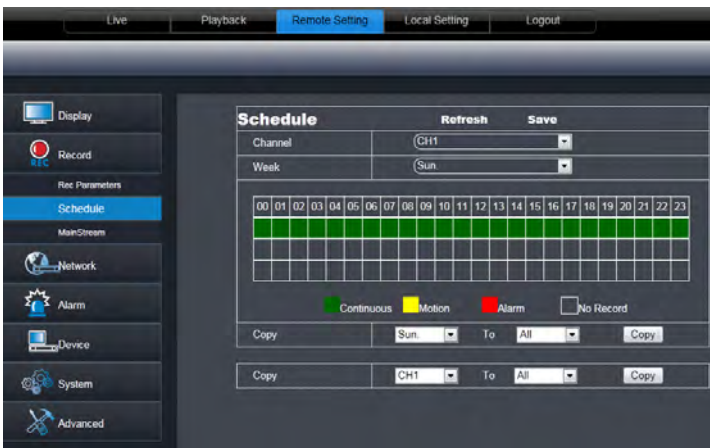 Live Playback Remote Setting Local Setting Logout
Display
Record
REC
Rec Parameters
Schedule
MainStream
Network
Alarm
Device
System
Advanced
Schedule Refresh Save
Channel CH1
Week Sun.
00 01 02 03 04 05 06 07 08 09 10 11 12 13 14 15 16 17 18 19 20 21 22 23
Continuous Motion Alarm No Record
Copy Sun. To All Copy
Copy CH1 To All Copy